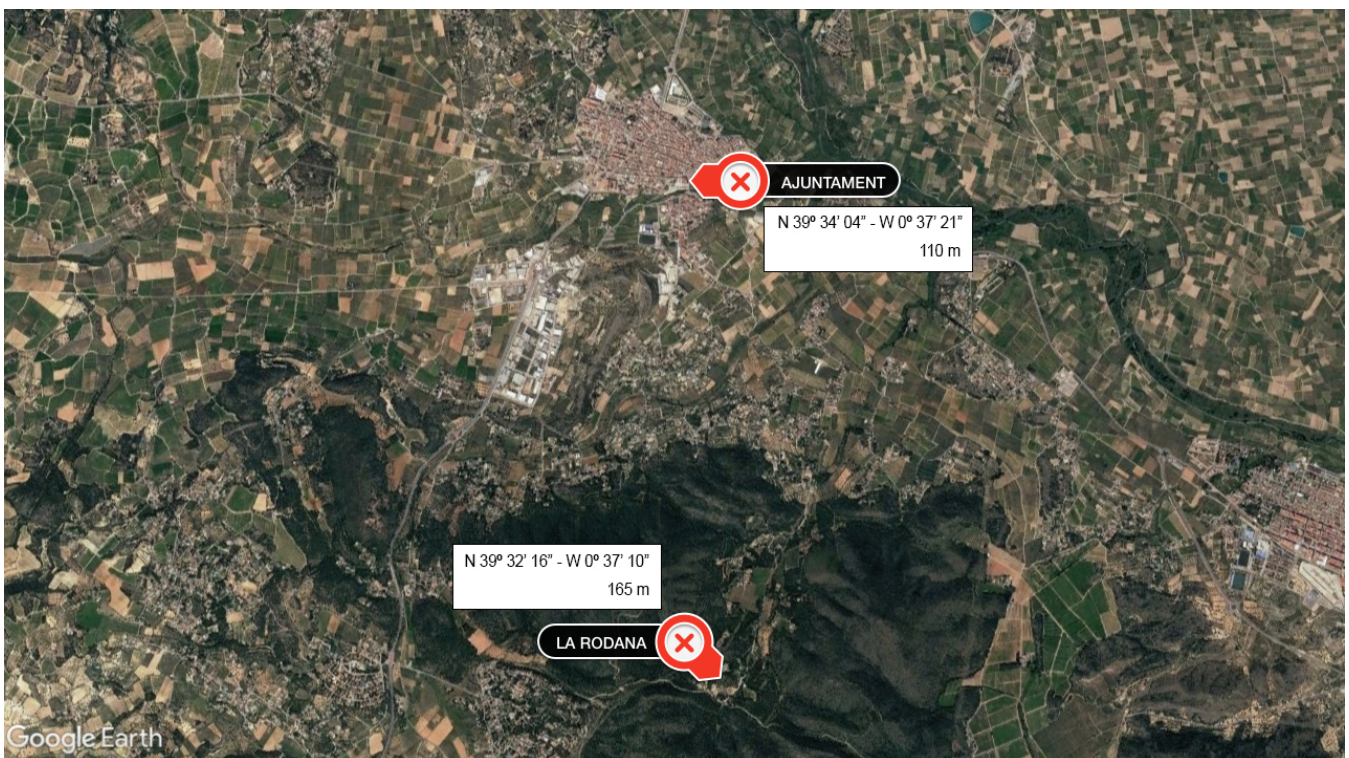 AJUNTAMENT
N 39º 34’ 04” - W 0º 37’ 21”
110 m
N 39º 32’ 16” - W 0º 37’ 10”
165 m
LA RODANA
Google Earth